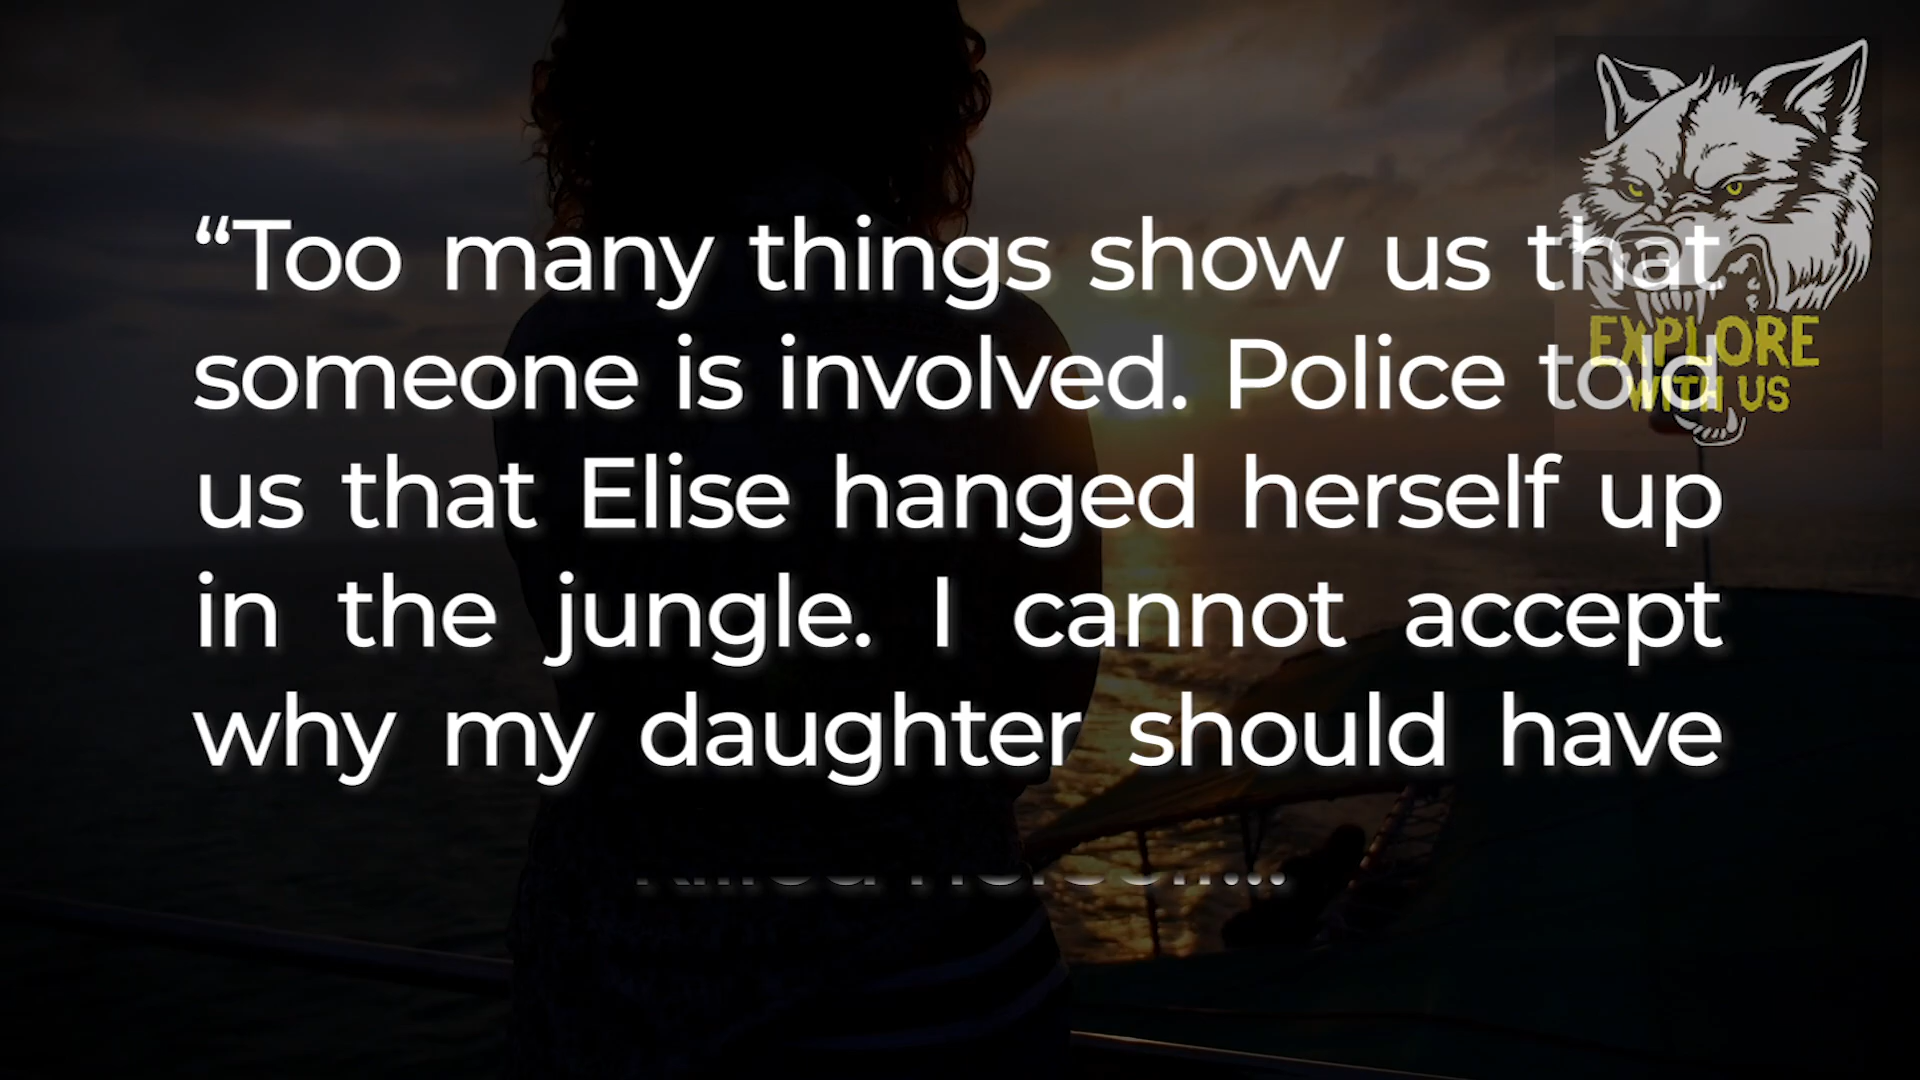 “Too many things show us that
someone is involved. Police told
us that Elise hanged herself up
in the jungle. I cannot accept
why my daughter should have
EXPLORE
WITH US